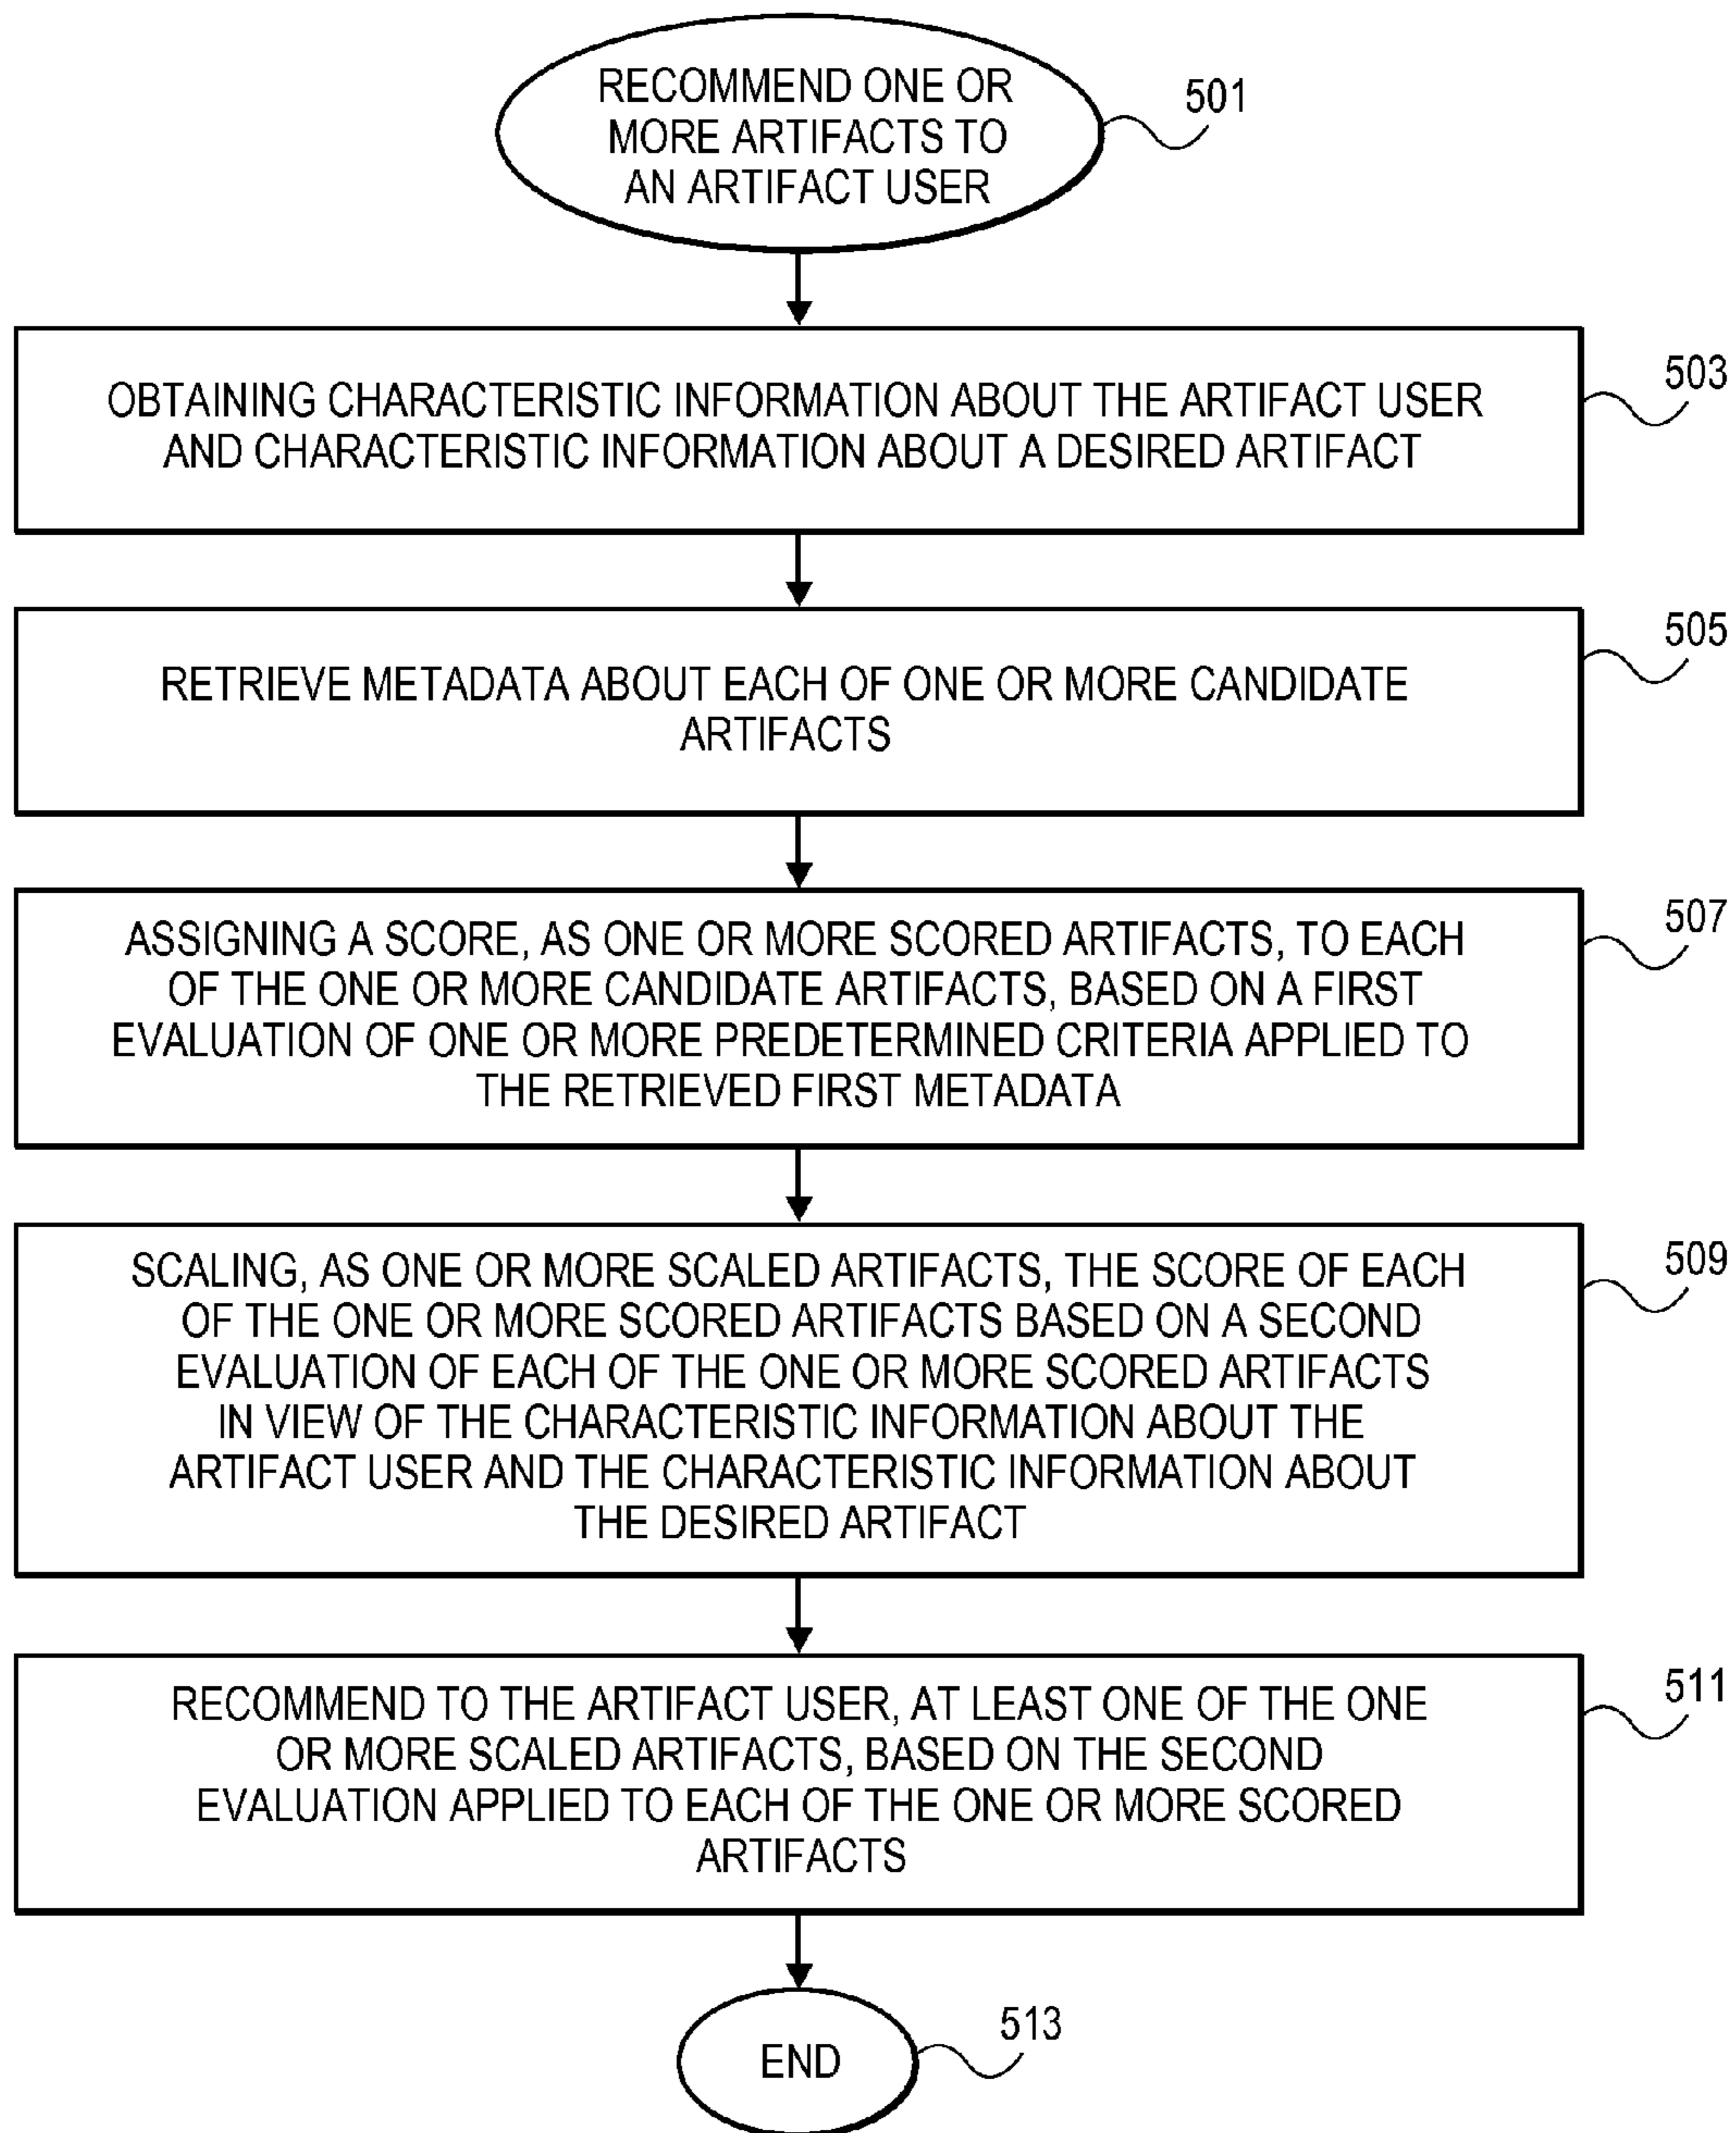 RECOMMEND ONE OR
MORE ARTIFACTS TO
AN ARTIFACT USER
501
OBTAINING CHARACTERISTIC INFORMATION ABOUT THE ARTIFACT USER
AND CHARACTERISTIC INFORMATION ABOUT A DESIRED ARTIFACT
503
RETRIEVE METADATA ABOUT EACH OF ONE OR MORE CANDIDATE
ARTIFACTS
505
ASSIGNING A SCORE, AS ONE OR MORE SCORED ARTIFACTS, TO EACH
OF THE ONE OR MORE CANDIDATE ARTIFACTS, BASED ON A FIRST
EVALUATION OF ONE OR MORE PREDETERMINED CRITERIA APPLIED TO
THE RETRIEVED FIRST METADATA
507
SCALING, AS ONE OR MORE SCALED ARTIFACTS, THE SCORE OF EACH
OF THE ONE OR MORE SCORED ARTIFACTS BASED ON A SECOND
EVALUATION OF EACH OF THE ONE OR MORE SCORED ARTIFACTS
IN VIEW OF THE CHARACTERISTIC INFORMATION ABOUT THE
ARTIFACT USER AND THE CHARACTERISTIC INFORMATION ABOUT
THE DESIRED ARTIFACT
509
RECOMMEND TO THE ARTIFACT USER, AT LEAST ONE OF THE ONE
OR MORE SCALED ARTIFACTS, BASED ON THE SECOND
EVALUATION APPLIED TO EACH OF THE ONE OR MORE SCORED
ARTIFACTS
511
END
513